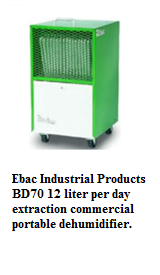 Ebac Industrial Products
BD70 12 liter per day
extraction commercial
portable dehumidifier.